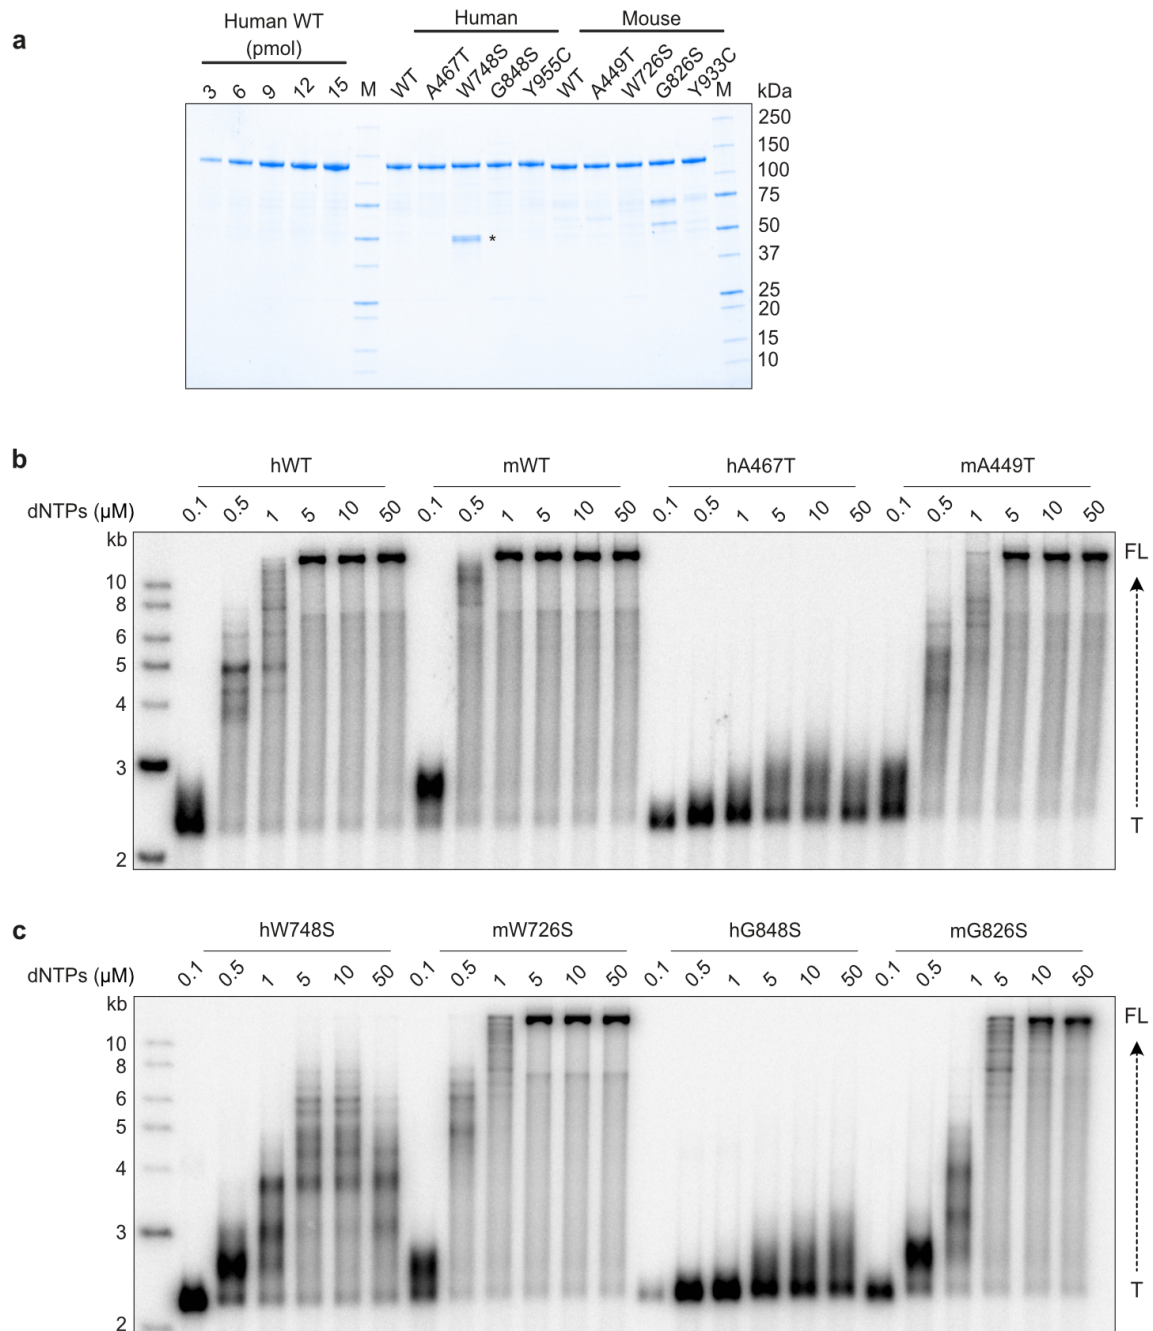 a
Human WT
(pmol)
Human
Mouse
3 6 9 12 15 M WT A467T W748S G848S Y955C WT A449T W726S G826S Y933C M kDa
250
150
100
75
50
*
37
25
20
15
10
b
hWT mWT hA467T mA449T
dNTPs (µM) 0.1 0.5 1 5 10 50 0.1 0.5 1 5 10 50 0.1 0.5 1 5 10 50 0.1 0.5 1 5 10 50
kb
FL
10
8
6
5
4
3
T
2
c
hW748S mW726S hG848S mG826S
dNTPs (µM) 0.1 0.5 1 5 10 50 0.1 0.5 1 5 10 50 0.1 0.5 1 5 10 50 0.1 0.5 1 5 10 50
kb
FL
10
8
6
5
4
3
T
2